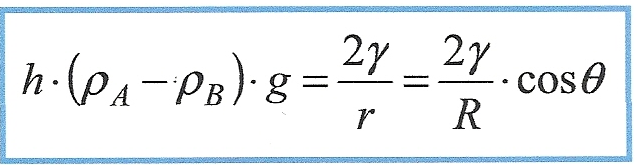 h·(ρ_A − ρ_B)·g = 2γ/r = 2γ/R·cosθ